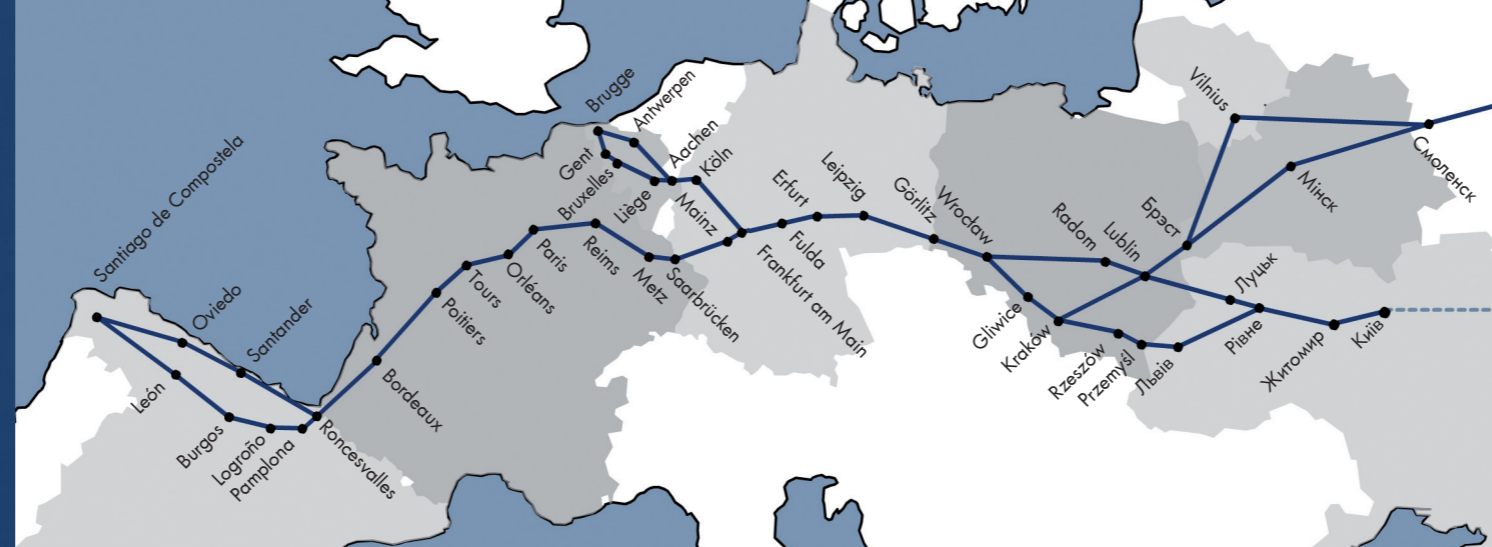 Santiago de Compostela
Oviedo
Santander
León
Burgos
Logroño
Pamplona
Roncesvalles
Bordeaux
Poitiers
Tours
Orléans
Paris
Reims
Metz
Saarbrücken
Brugge
Antwerpen
Gent
Bruxelles
Liège
Aachen
Köln
Mainz
Frankfurt am Main
Fulda
Erfurt
Leipzig
Görlitz
Wrocław
Gliwice
Kraków
Radom
Lublin
Rzeszów
Przemyśl
Львів
Луцьк
Рівне
Житомир
Київ
Брэст
Мінск
Vilnius
Смоленск